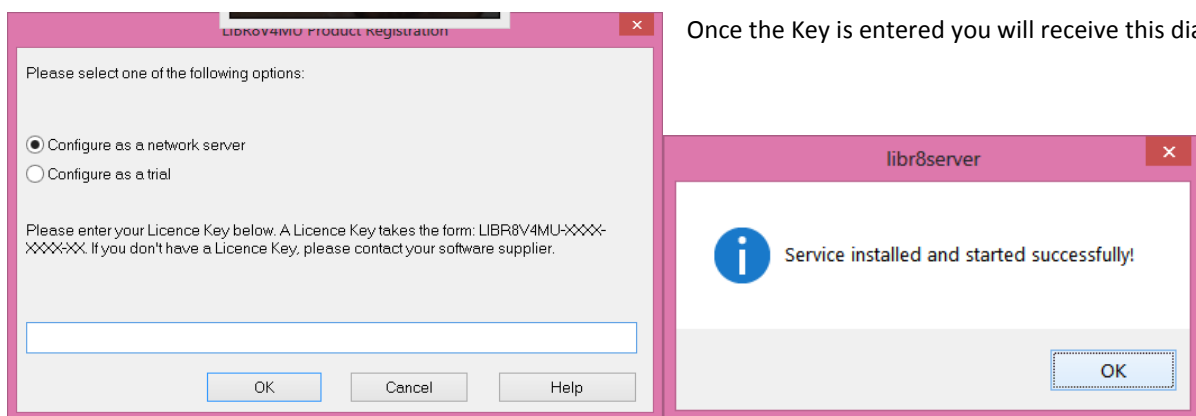 LIBR8V4MU Product Registration
Please select one of the following options:
Configure as a network server
Configure as a trial
Please enter your Licence Key below. A Licence Key takes the form: LIBR8V4MU-XXXX-
XXXX-XX. If you don't have a Licence Key, please contact your software supplier.
OK Cancel Help
Once the Key is entered you will receive this
libr8server
Service installed and started successfully!
OK